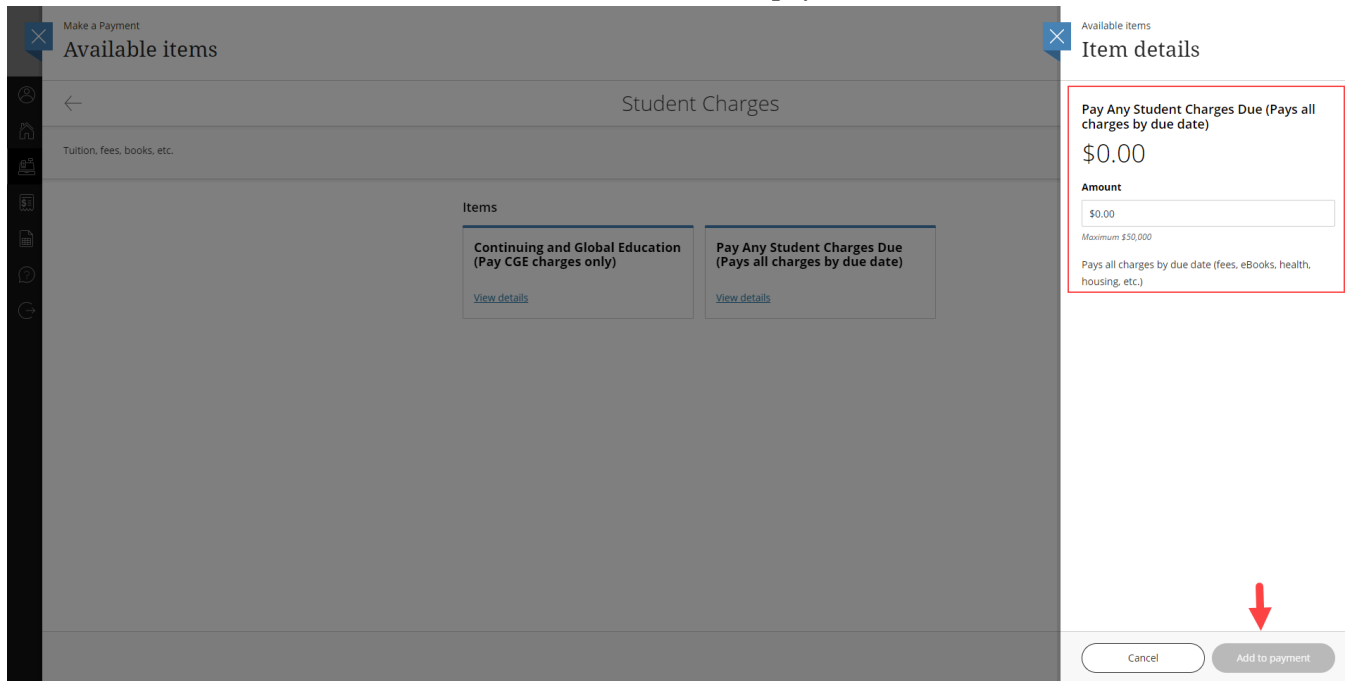 Make a Payment
Available items
Student Charges
Tuition, fees, books, etc.
Items
Continuing and Global Education
(Pay CGE charges only)
View details
Pay Any Student Charges Due
(Pays all charges by due date)
View details
Available items
Item details
Pay Any Student Charges Due (Pays all
charges by due date)
$0.00
Amount
$0.00
Maximum $50,000
Pays all charges by due date (fees, eBooks, health,
housing, etc.)
Cancel
Add to payment